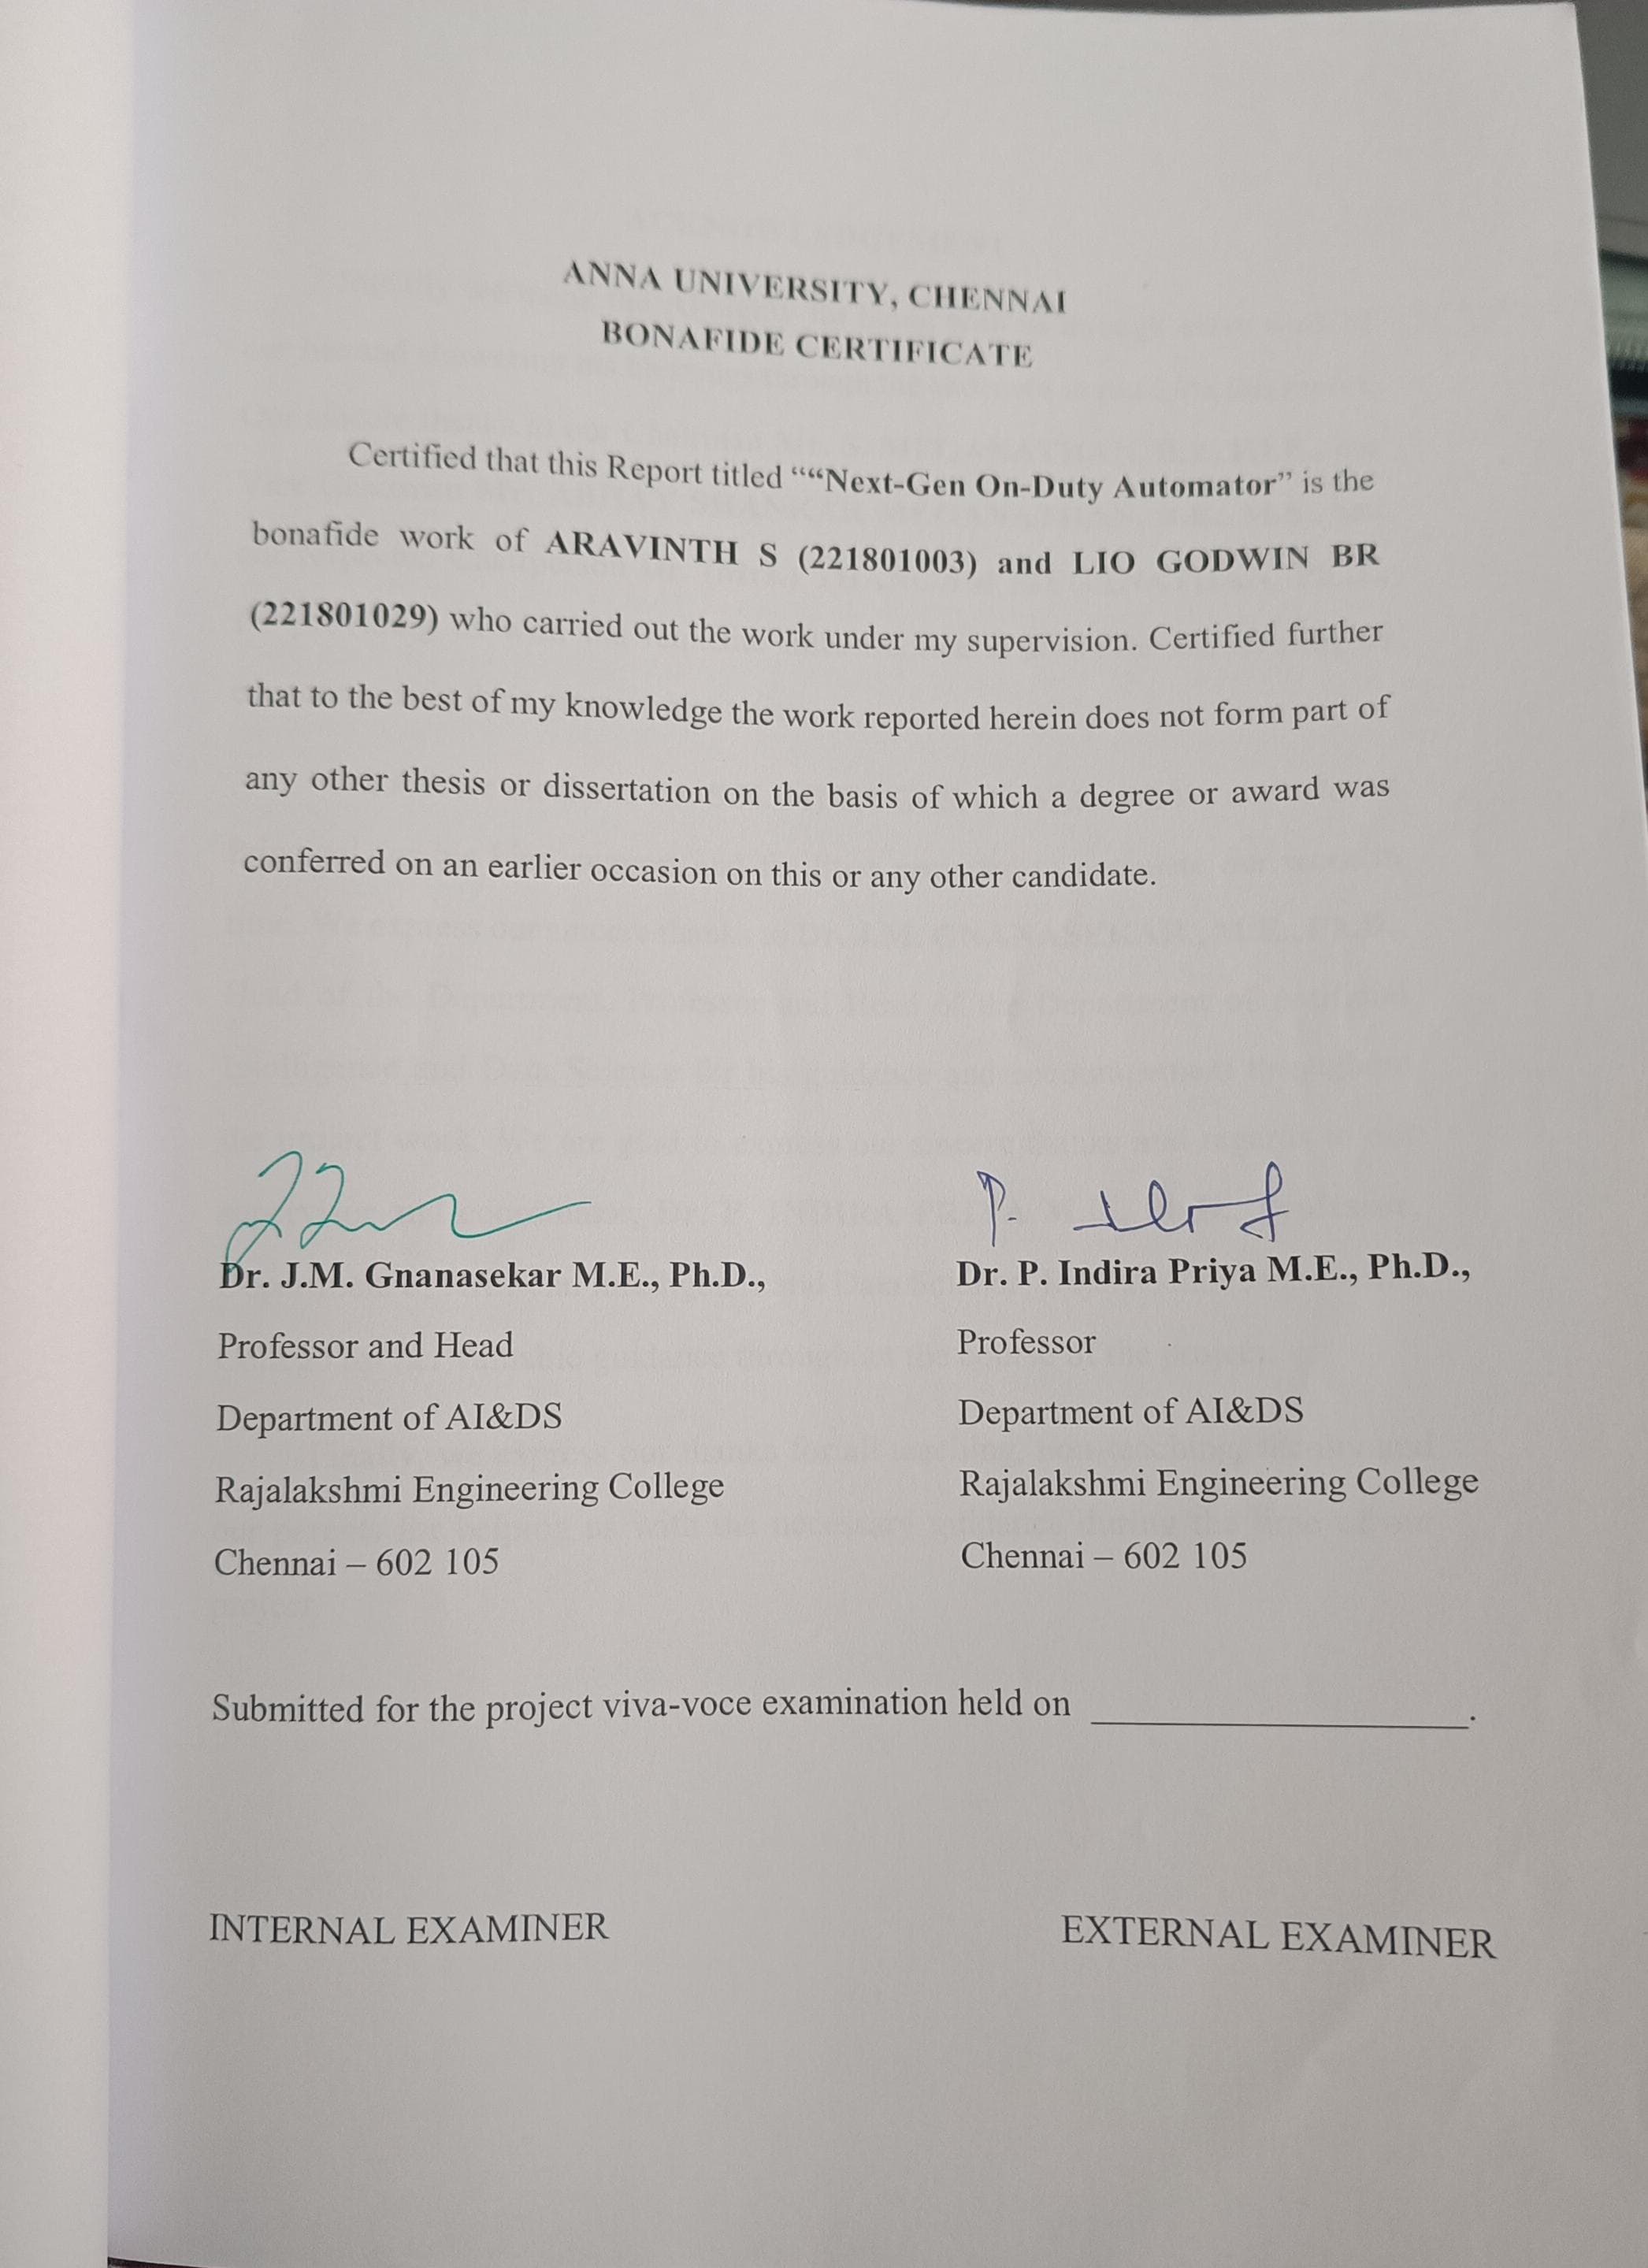 ANNA UNIVERSITY, CHENNAI
BONAFIDE CERTIFICATE
Certified that this Report titled ““Next-Gen On-Duty Automator” is the
bonafide work of ARAVINTH S (221801003) and LIO GODWIN BR
(221801029) who carried out the work under my supervision. Certified further
that to the best of my knowledge the work reported herein does not form part of
any other thesis or dissertation on the basis of which a degree or award was
conferred on an earlier occasion on this or any other candidate.
Dr. J.M. Gnanasekar M.E., Ph.D.,
Professor and Head
Department of AI&DS
Rajalakshmi Engineering College
Chennai – 602 105
Dr. P. Indira Priya M.E., Ph.D.,
Professor
Department of AI&DS
Rajalakshmi Engineering College
Chennai – 602 105
Submitted for the project viva-voce examination held on ____________________.
INTERNAL EXAMINER
EXTERNAL EXAMINER